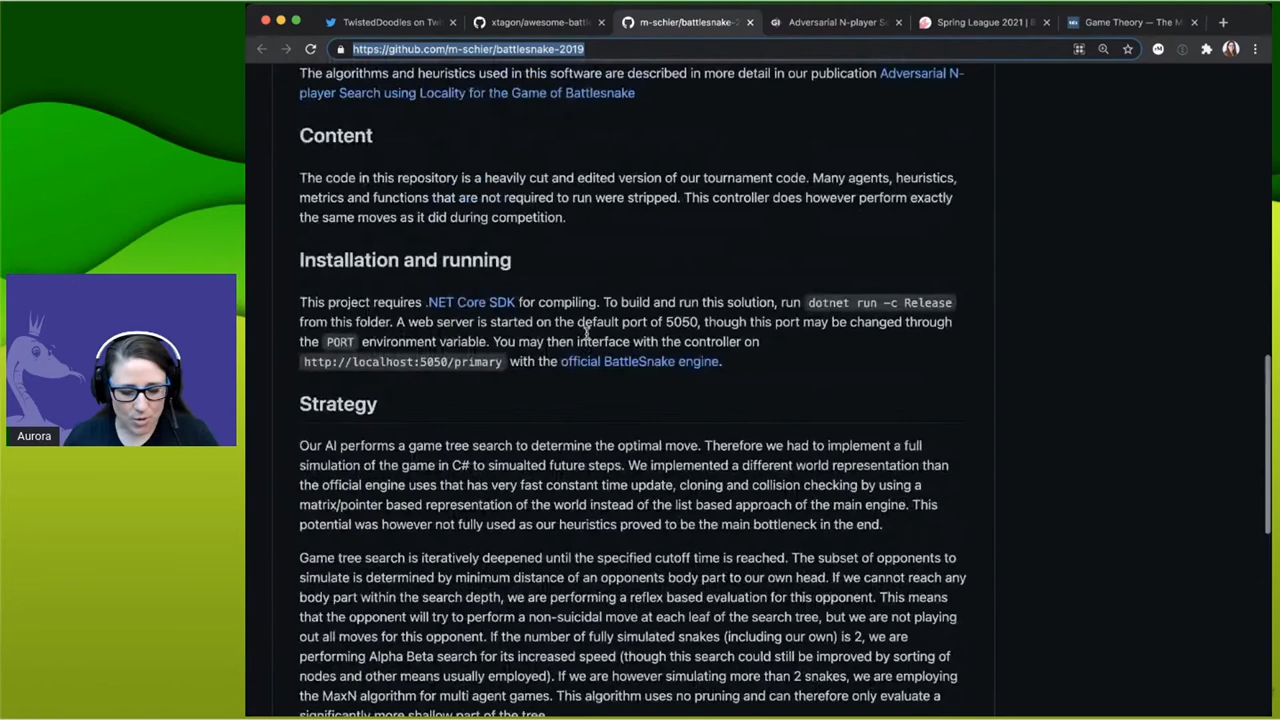 TwistedDoodles on Twi
xtagon/awesome-battl
m-schier/battlesnake-2
Adversarial N-player S
Spring League 2021 | B
Game Theory — The M
https://github.com/m-schier/battlesnake-2019
The algorithms and heuristics used in this software are described in more detail in our publication Adversarial N-
player Search using Locality for the Game of Battlesnake
Content
The code in this repository is a heavily cut and edited version of our tournament code. Many agents, heuristics,
metrics and functions that are not required to run were stripped. This controller does however perform exactly
the same moves as it did during competition.
Installation and running
This project requires .NET Core SDK for compiling. To build and run this solution, run dotnet run -c Release
from this folder. A web server is started on the default port of 5050, though this port may be changed through
the PORT environment variable. You may then interface with the controller on
http://localhost:5050/primary with the official BattleSnake engine.
Strategy
Our AI performs a game tree search to determine the optimal move. Therefore we had to implement a full
simulation of the game in C# to simualted future steps. We implemented a different world representation than
the official engine uses that has very fast constant time update, cloning and collision checking by using a
matrix/pointer based representation of the world instead of the list based approach of the main engine. This
potential was however not fully used as our heuristics proved to be the main bottleneck in the end.
Game tree search is iteratively deepened until the specified cutoff time is reached. The subset of opponents to
simulate is determined by minimum distance of an opponents body part to our own head. If we cannot reach any
body part within the search depth, we are performing a reflex based evaluation for this opponent. This means
that the opponent will try to perform a non-suicidal move at each leaf of the search tree, but we are not playing
out all moves for this opponent. If the number of fully simulated snakes (including our own) is 2, we are
performing Alpha Beta search for its increased speed (though this search could still be improved by sorting of
nodes and other means usually employed). If we are however simulating more than 2 snakes, we are employing
the MaxN algorithm for multi agent games. This algorithm uses no pruning and can therefore only evaluate a
significantly more shallow part of the tree.
Aurora